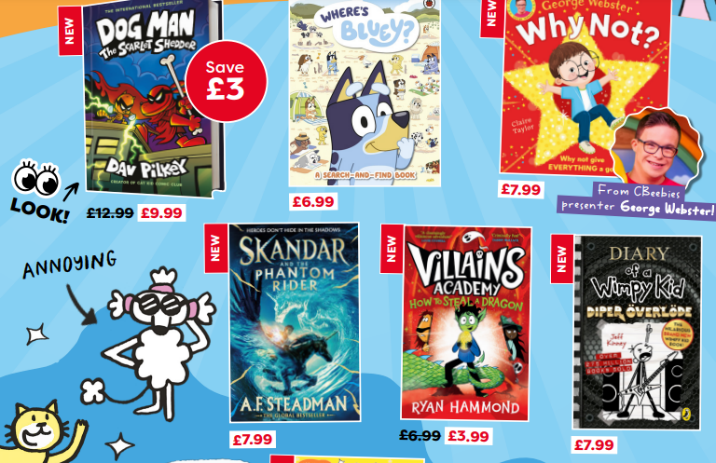 NEW
THE INTERNATIONAL BESTSELLER
DOG MAN
THE SCARLET SHEDDER
DAV PILKEY
CREATOR OF CAT KID COMIC CLUB
Save
£3
LOOK!
£12.99 £9.99
WHERE'S
BLUEY?
A SEARCH-AND-FIND BOOK!
£6.99
NEW
George Webster
Why Not?
Claire
Taylor
Why not give
EVERYTHING a go
£7.99
From CBeebies
presenter George Webster!
ANNOYING
NEW
HEROES DON'T HIDE IN THE SHADOWS
SKANDAR
AND THE
PHANTOM
RIDER
A.F. STEADMAN
GLOBAL BESTSELLER
£7.99
NEW
VILLAINS
ACADEMY
HOW TO STEAL A DRAGON
RYAN HAMMOND
£6.99 £3.99
NEW
DIARY
of a
Wimpy Kid
DIPER ÖVERLÖDE
Jeff
Kinney
£7.99